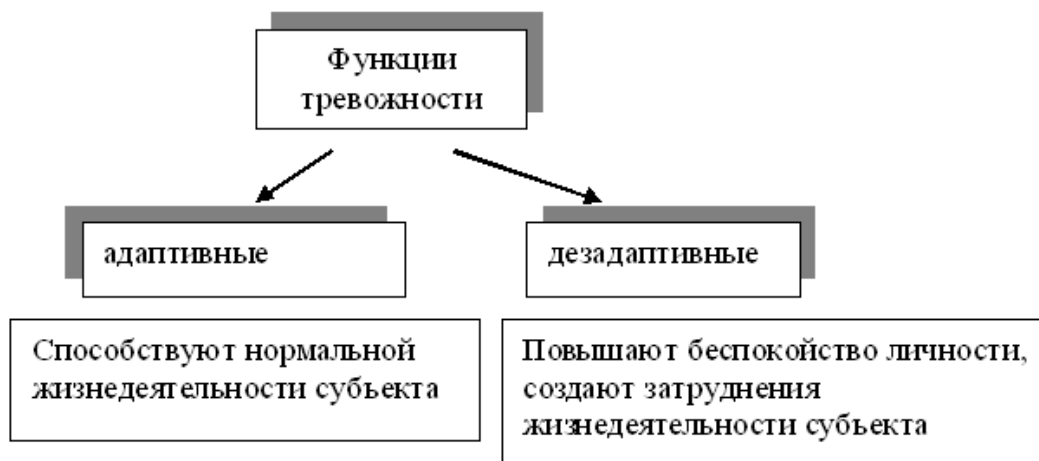 Функции
тревожности
адаптивные
дезадаптивные
Способствуют нормальной
жизнедеятельности субъекта
Повышают беспокойство личности,
создают затруднения
жизнедеятельности субъекта